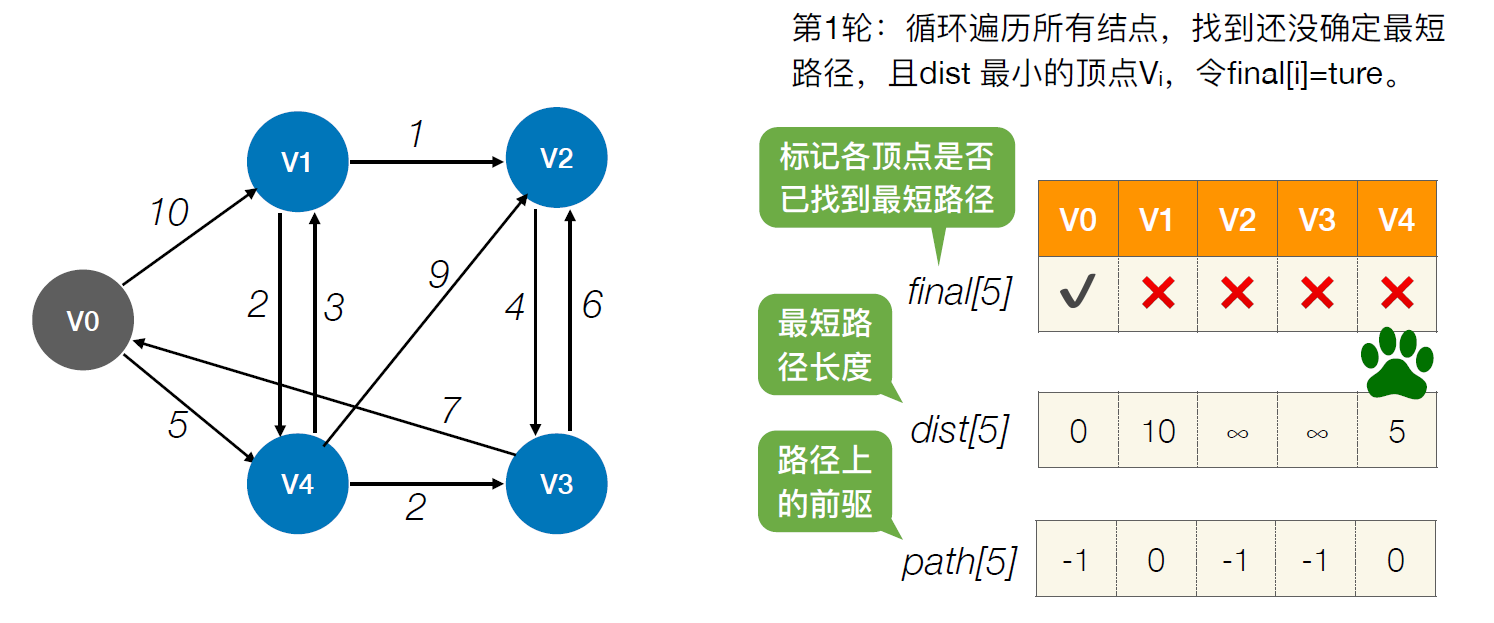 第1轮：循环遍历所有结点，找到还没确定最短
路径，且dist 最小的顶点Vi，令final[i]=ture。
标记各顶点是否
已找到最短路径
V0 V1 V2 V3 V4
final[5]
最短路
径长度
dist[5] 0 10 ∞ ∞ 5
路径上
的前驱
path[5] -1 0 -1 -1 0
V1
1
V2
10
V0
2
3
9
4
6
5
7
V4
2
V3